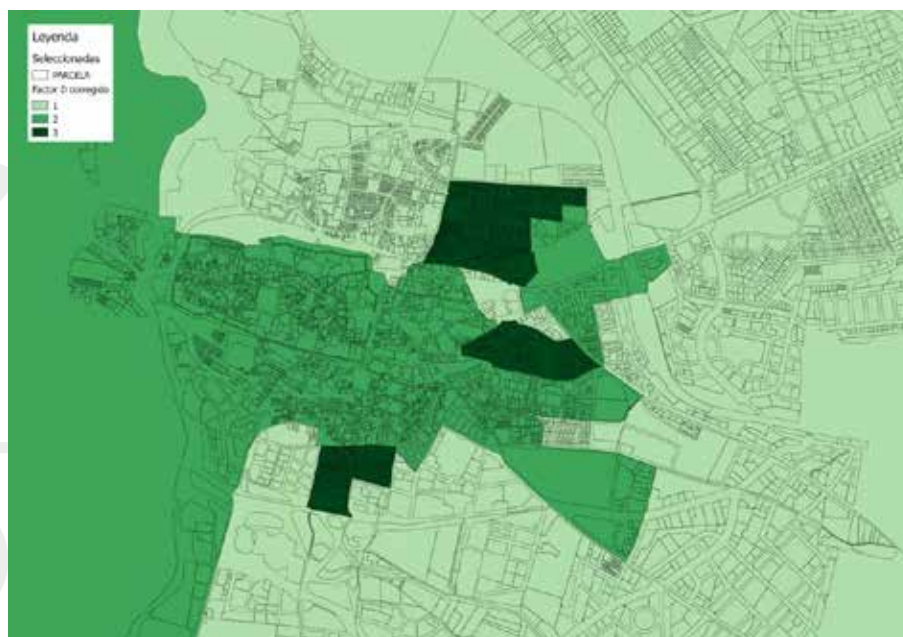 Leyenda
Seleccionadas
PARCELA
Factor D corregido
1
2
3